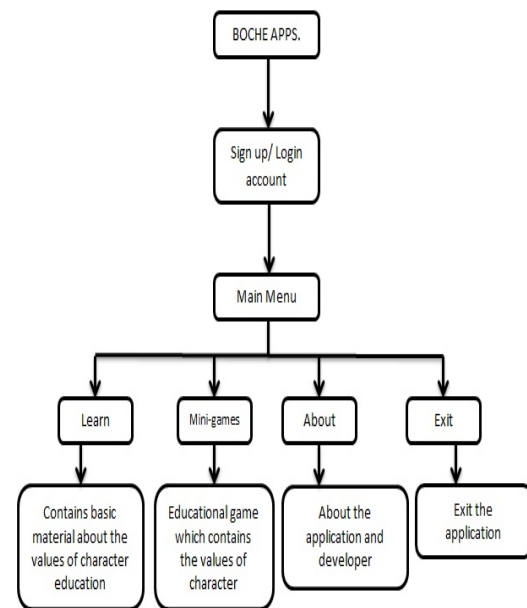 BOCHE APPS.
Sign up/ Login
account
Main Menu
Learn
Mini-games
About
Exit
Contains basic
material about the
values of character
education
Educational game
which contains
the values of
character
About the
application and
developer
Exit the
application